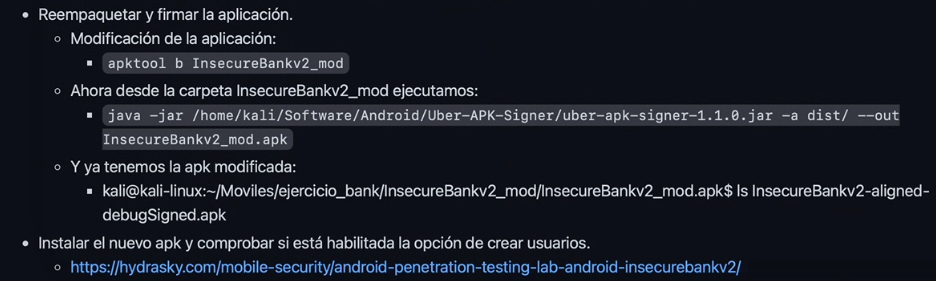 Reempaquetar y firmar la aplicación.
Modificación de la aplicación:
apktool b InsecureBankv2_mod
Ahora desde la carpeta InsecureBankv2_mod ejecutamos:
java -jar /home/kali/Software/Android/Uber-APK-Signer/uber-apk-signer-1.1.0.jar -a dist/ --out
InsecureBankv2_mod.apk
Y ya tenemos la apk modificada:
kali@kali-linux:~/Moviles/ejercicio_bank/InsecureBankv2_mod/InsecureBankv2_mod.apk$ ls InsecureBankv2-aligned-
debugSigned.apk
Instalar el nuevo apk y comprobar si está habilitada la opción de crear usuarios.
https://hydrasky.com/mobile-security/android-penetration-testing-lab-android-insecurebankv2/